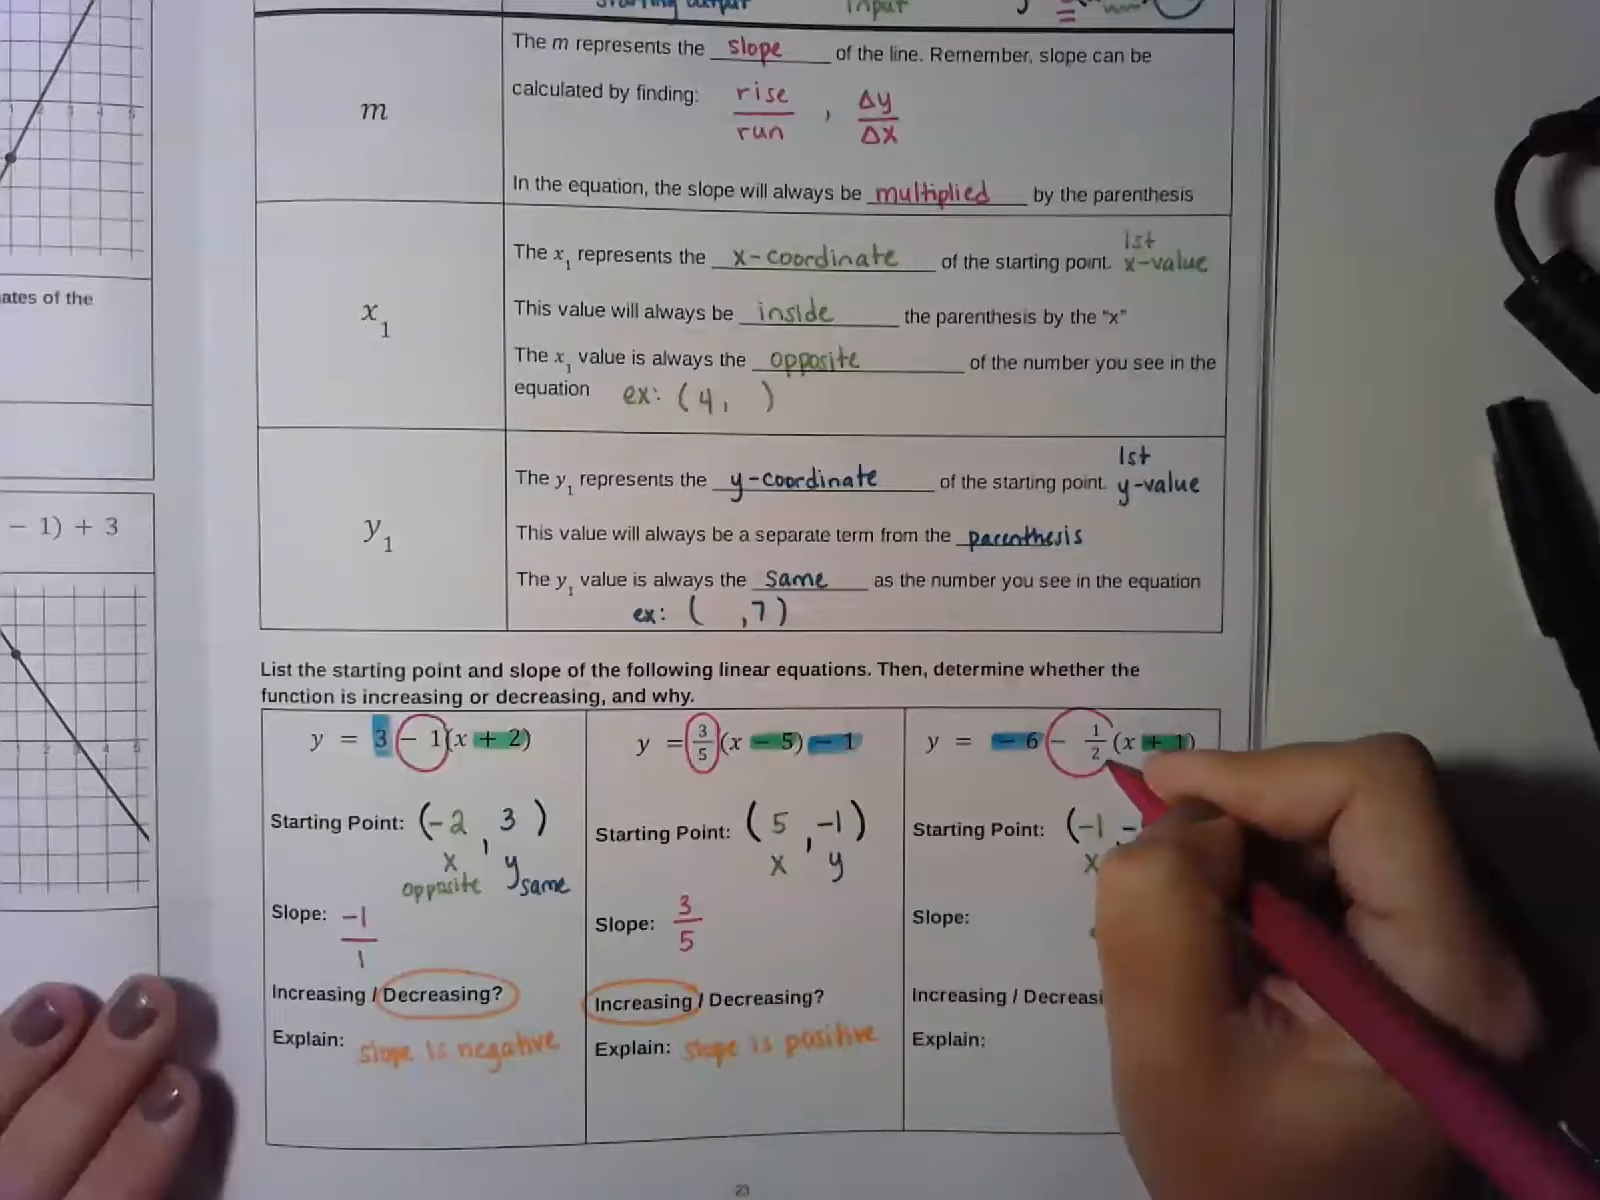 starting output input y =
The m represents the slope of the line. Remember, slope can be
calculated by finding: rise , Δy
run Δx
m
In the equation, the slope will always be multiplied by the parenthesis
1st
The x1 represents the x-coordinate of the starting point. x-value
This value will always be inside the parenthesis by the “x”
x1
The x1 value is always the opposite of the number you see in the
equation ex: (4, )
1st
The y1 represents the y-coordinate of the starting point. y-value
This value will always be a separate term from the parenthesis
y1
The y1 value is always the same as the number you see in the equation
ex: ( ,7)
ates of the
− 1) + 3
List the starting point and slope of the following linear equations. Then, determine whether the
function is increasing or decreasing, and why.
y = 3 − 1(x + 2)
Starting Point: (-2 , 3 )
x y
opposite same
Slope: -1
1
Increasing / Decreasing?
Explain: slope is negative
y = 3/5 (x − 5) − 1
Starting Point: (5 , -1)
x y
Slope: 3
5
Increasing / Decreasing?
Explain: slope is positive
y = − 6 − 1/2 (x + 1)
Starting Point: (-1 -
x
Slope:
Increasing / Decreasi
Explain:
23